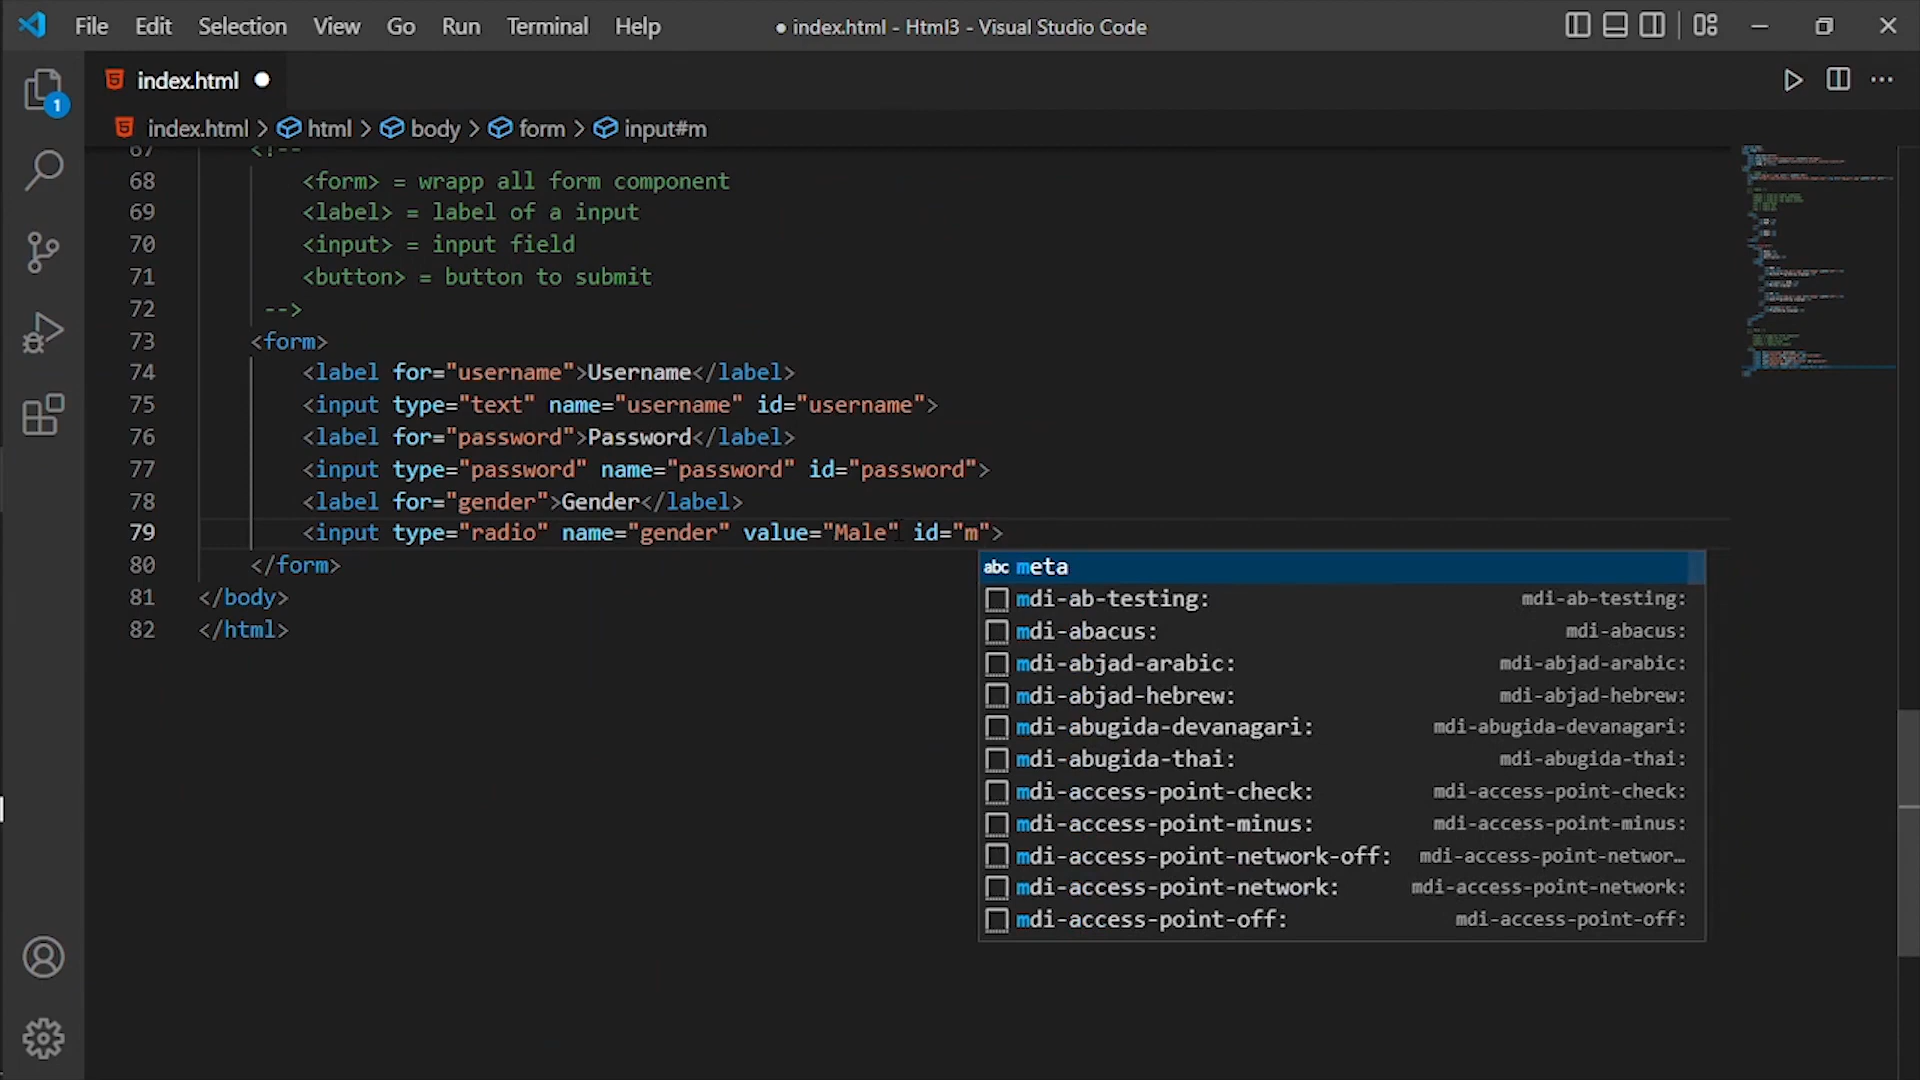 File Edit Selection View Go Run Terminal Help ● index.html - Html3 - Visual Studio Code
index.html
index.html > html > body > form > input#m
1
67 <!--
68 <form> = wrapp all form component
69 <label> = label of a input
70 <input> = input field
71 <button> = button to submit
72 -->
73 <form>
74 <label for="username">Username</label>
75 <input type="text" name="username" id="username">
76 <label for="password">Password</label>
77 <input type="password" name="password" id="password">
78 <label for="gender">Gender</label>
79 <input type="radio" name="gender" value="Male" id="m">
80 </form>
81 </body>
82 </html>
abc meta
mdi-ab-testing: mdi-ab-testing:
mdi-abacus: mdi-abacus:
mdi-abjad-arabic: mdi-abjad-arabic:
mdi-abjad-hebrew: mdi-abjad-hebrew:
mdi-abugida-devanagari: mdi-abugida-devanagari:
mdi-abugida-thai: mdi-abugida-thai:
mdi-access-point-check: mdi-access-point-check:
mdi-access-point-minus: mdi-access-point-minus:
mdi-access-point-network-off: mdi-access-point-networ…
mdi-access-point-network: mdi-access-point-network:
mdi-access-point-off: mdi-access-point-off: